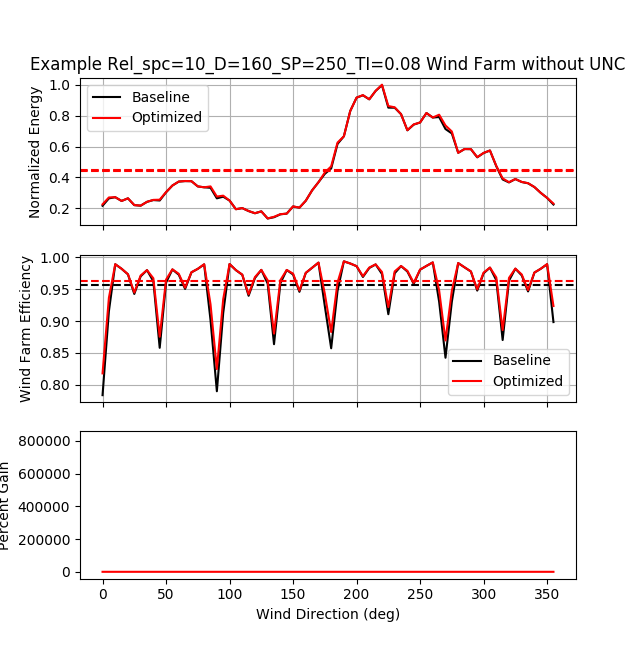 Example Rel_spc=10_D=160_SP=250_TI=0.08 Wind Farm without UNC
Normalized Energy
1.0
0.8
0.6
0.4
0.2
Baseline
Optimized
Wind Farm Efficiency
1.00
0.95
0.90
0.85
0.80
Baseline
Optimized
Percent Gain
800000
600000
400000
200000
0
0 50 100 150 200 250 300 350
Wind Direction (deg)